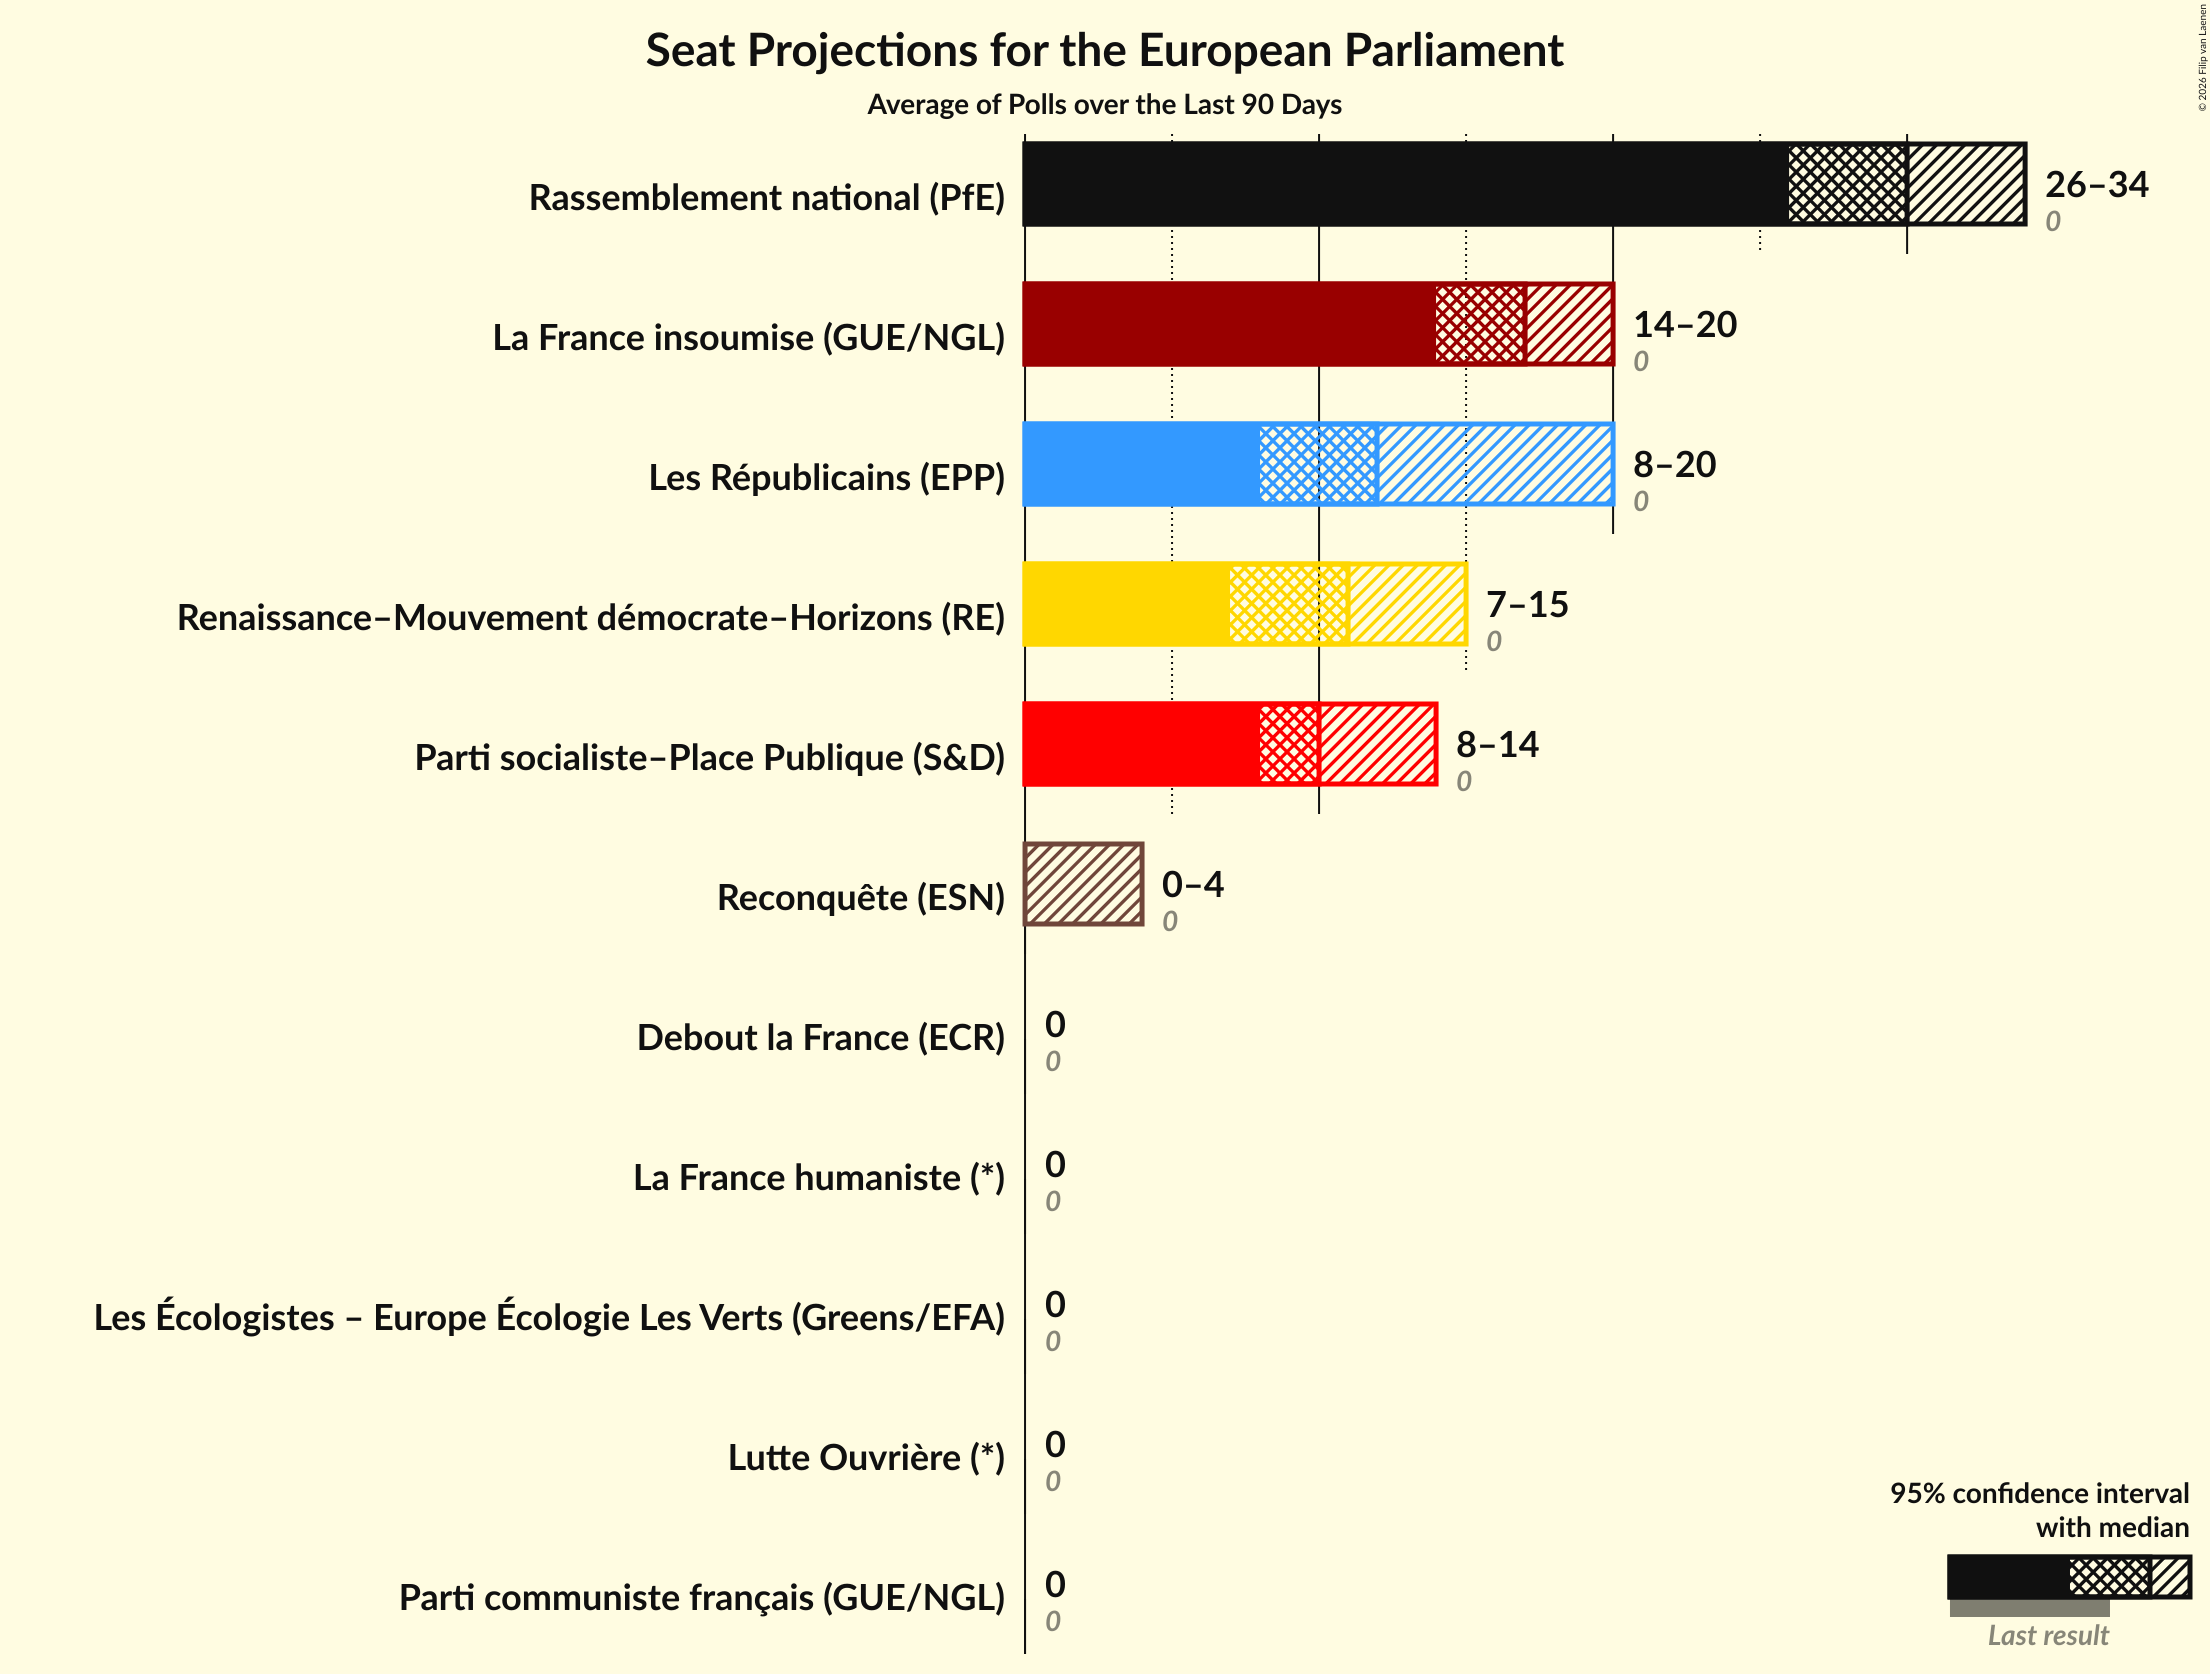 Seat Projections for the European Parliament
Average of Polls over the Last 90 Days
© 2026 Filip van Laenen
Rassemblement national (PfE)
26–34
0
La France insoumise (GUE/NGL)
14–20
0
Les Républicains (EPP)
8–20
0
Renaissance–Mouvement démocrate–Horizons (RE)
7–15
0
Parti socialiste–Place Publique (S&D)
8–14
0
Reconquête (ESN)
0–4
0
Debout la France (ECR)
0
0
La France humaniste (*)
0
0
Les Écologistes – Europe Écologie Les Verts (Greens/EFA)
0
0
Lutte Ouvrière (*)
0
0
Parti communiste français (GUE/NGL)
0
0
95% confidence interval
with median
Last result